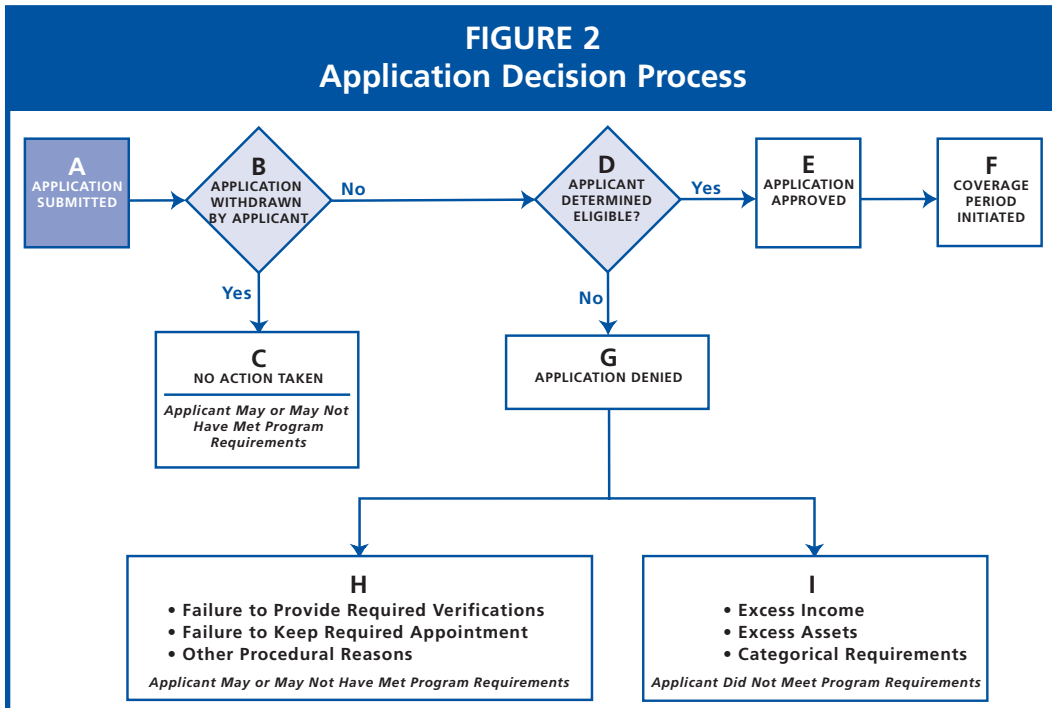 FIGURE 2
Application Decision Process
A
APPLICATION
SUBMITTED
B
APPLICATION
WITHDRAWN
BY APPLICANT
No
D
APPLICANT
DETERMINED
ELIGIBLE?
Yes
E
APPLICATION
APPROVED
F
COVERAGE
PERIOD
INITIATED
Yes
No
C
NO ACTION TAKEN
Applicant May or May Not
Have Met Program
Requirements
G
APPLICATION DENIED
H
• Failure to Provide Required Verifications
• Failure to Keep Required Appointment
• Other Procedural Reasons
Applicant May or May Not Have Met Program Requirements
I
• Excess Income
• Excess Assets
• Categorical Requirements
Applicant Did Not Meet Program Requirements